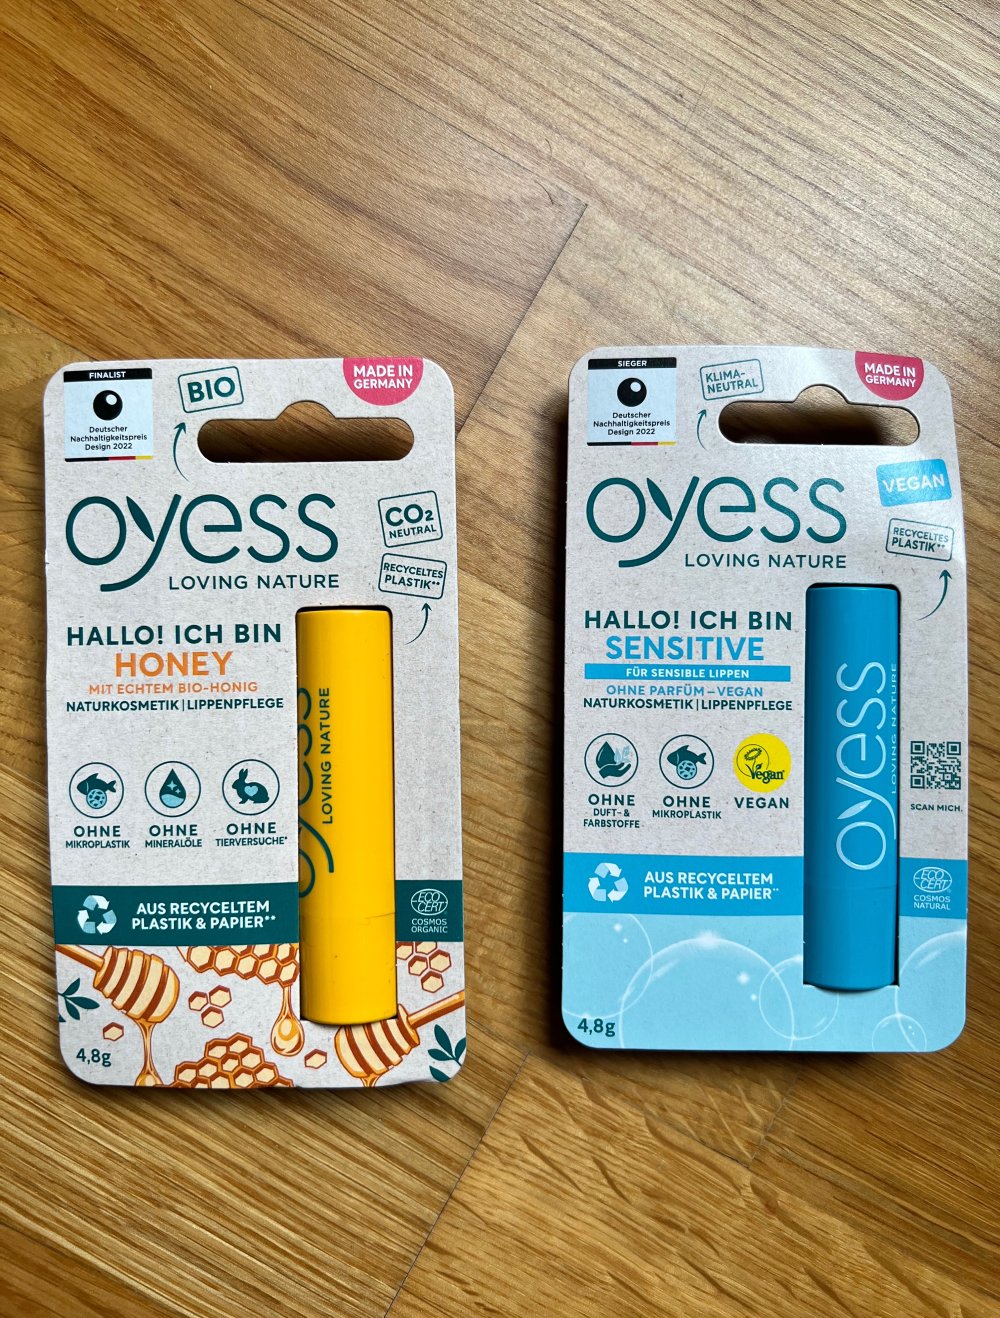 FINALIST
Deutscher
Nachhaltigkeitspreis
Design 2022
BIO
MADE IN
GERMANY
oyess
LOVING NATURE
CO₂
NEUTRAL
RECYCELTES
PLASTIK**
HALLO! ICH BIN
HONEY
MIT ECHTEM BIO-HONIG
NATURKOSMETIK | LIPPENPFLEGE
OHNE
MIKROPLASTIK
OHNE
MINERALÖLE
OHNE
TIERVERSUCHE*
oyess
LOVING NATURE
AUS RECYCELTEM
PLASTIK & PAPIER**
ECO
CERT
COSMOS
ORGANIC
4,8g
SIEGER
Deutscher
Nachhaltigkeitspreis
Design 2022
KLIMA-
NEUTRAL
MADE IN
GERMANY
oyess
LOVING NATURE
VEGAN
RECYCELTES
PLASTIK**
HALLO! ICH BIN
SENSITIVE
FÜR SENSIBLE LIPPEN
OHNE PARFÜM – VEGAN
NATURKOSMETIK | LIPPENPFLEGE
OHNE
DUFT- &
FARBSTOFFE
OHNE
MIKROPLASTIK
Vegan
VEGAN
oyess
LOVING NATURE
SCAN MICH.
AUS RECYCELTEM
PLASTIK & PAPIER**
ECO
CERT
COSMOS
NATURAL
4,8g